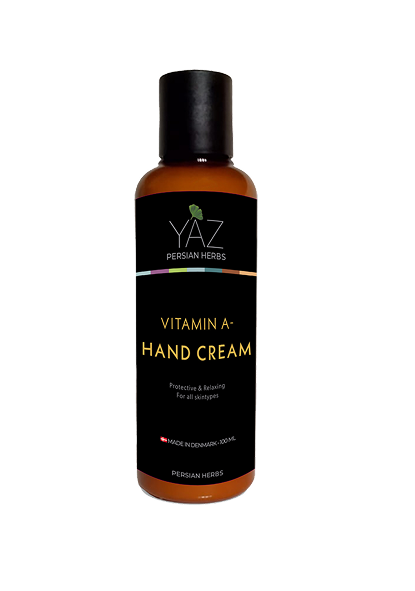 YAZ
PERSIAN HERBS
VITAMIN A-
HAND CREAM
Protective & Relaxing
For all skintypes
MADE IN DENMARK-100 ML
PERSIAN HERBS